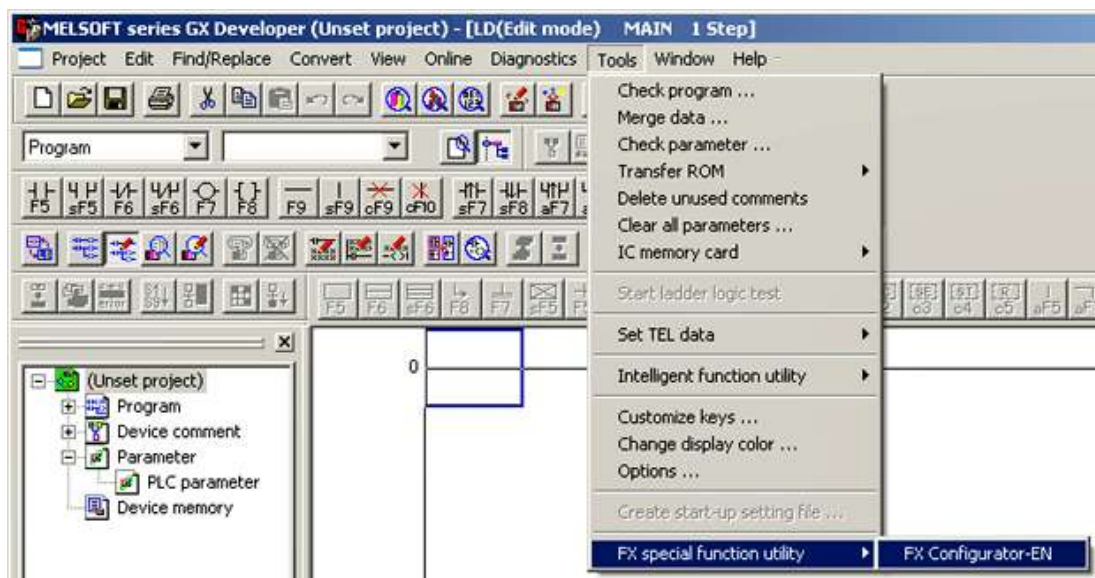 MELSOFT series GX Developer (Unset project) - [LD(Edit mode) MAIN 1 Step]
Project Edit Find/Replace Convert View Online Diagnostics Tools Window Help
Program
F5 sF5 F6 sF6 F7 F8 F9 sF9 cF9 cF10 sF7 sF8 aF7
F5 F6 sF6 F8 F7 sF5
c3 c4 c5 aF5
Check program ...
Merge data ...
Check parameter ...
Transfer ROM
Delete unused comments
Clear all parameters ...
IC memory card
Start ladder logic test
Set TEL data
Intelligent function utility
Customize keys ...
Change display color ...
Options ...
Create start-up setting file ...
FX special function utility
FX Configurator-EN
(Unset project)
Program
Device comment
Parameter
PLC parameter
Device memory
0